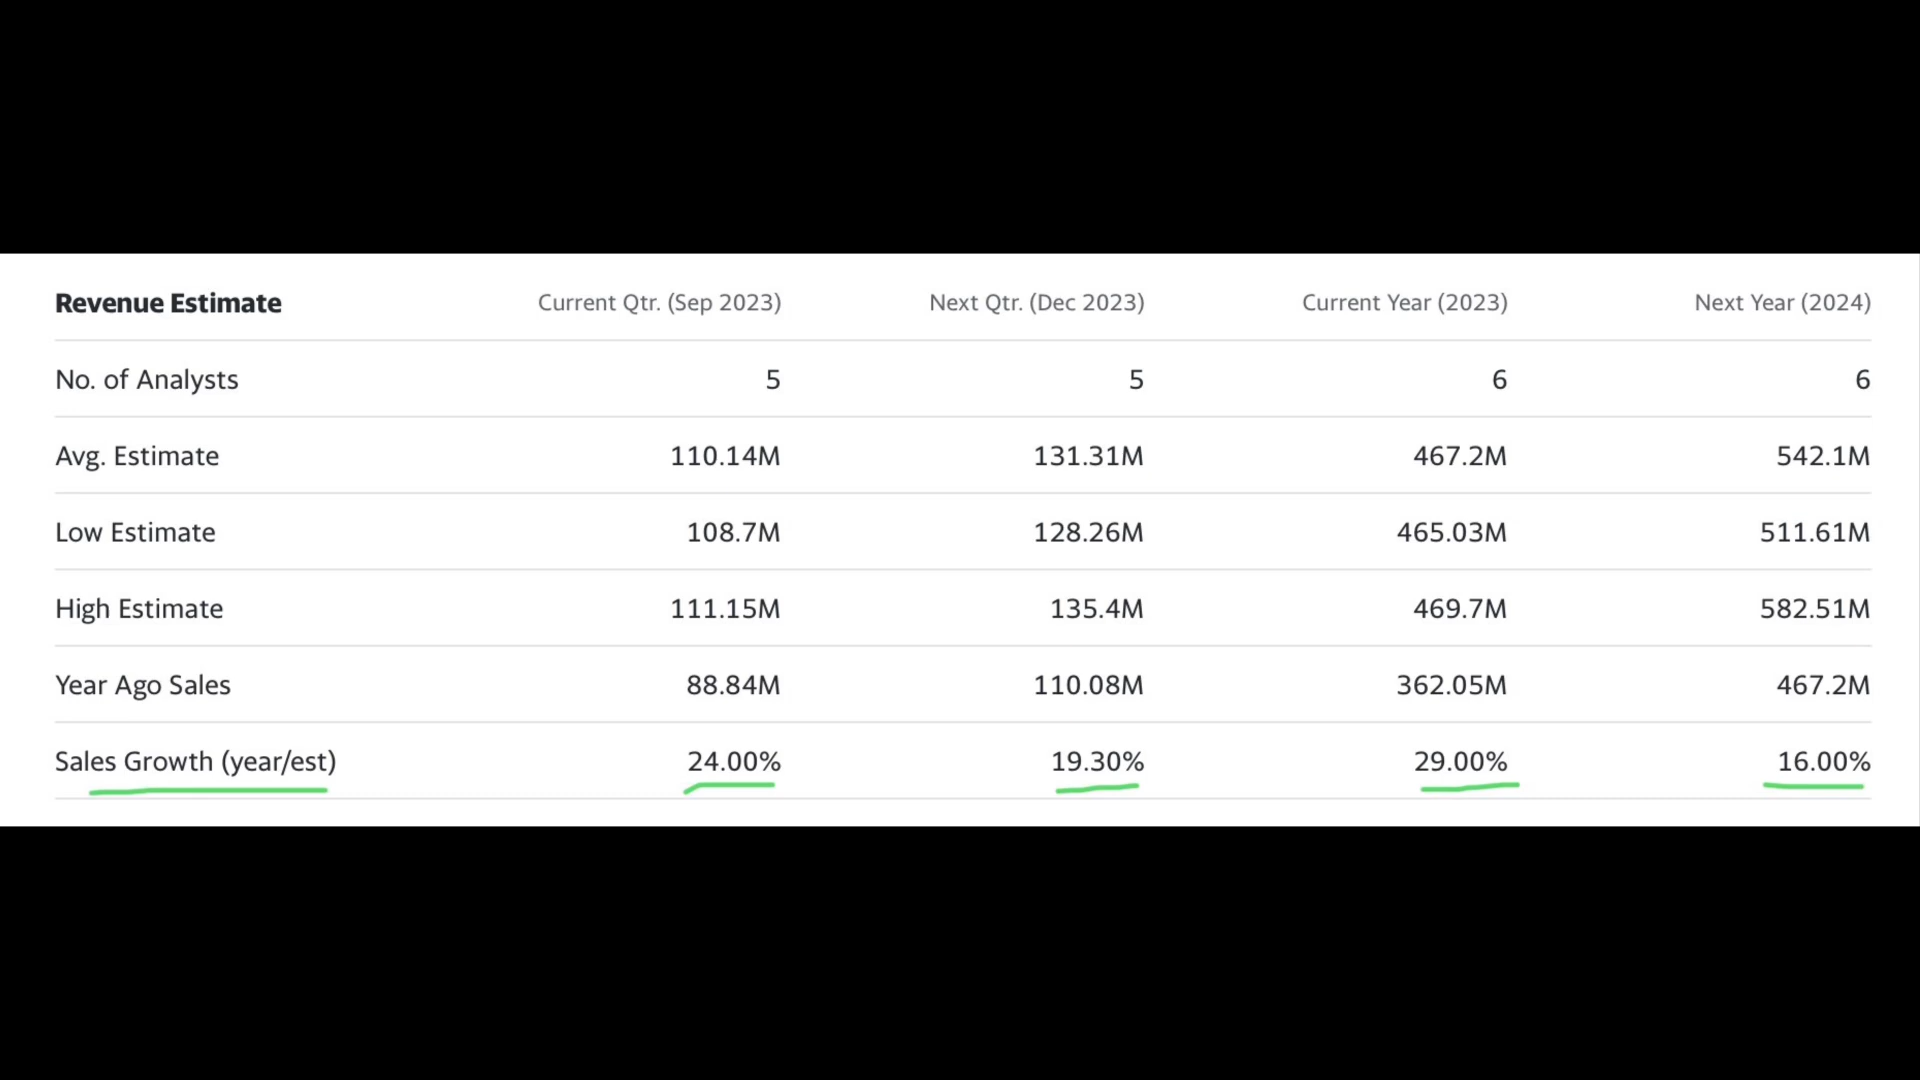 Revenue Estimate Current Qtr. (Sep 2023) Next Qtr. (Dec 2023) Current Year (2023) Next Year (2024)
No. of Analysts 5 5 6 6
Avg. Estimate 110.14M 131.31M 467.2M 542.1M
Low Estimate 108.7M 128.26M 465.03M 511.61M
High Estimate 111.15M 135.4M 469.7M 582.51M
Year Ago Sales 88.84M 110.08M 362.05M 467.2M
Sales Growth (year/est) 24.00% 19.30% 29.00% 16.00%